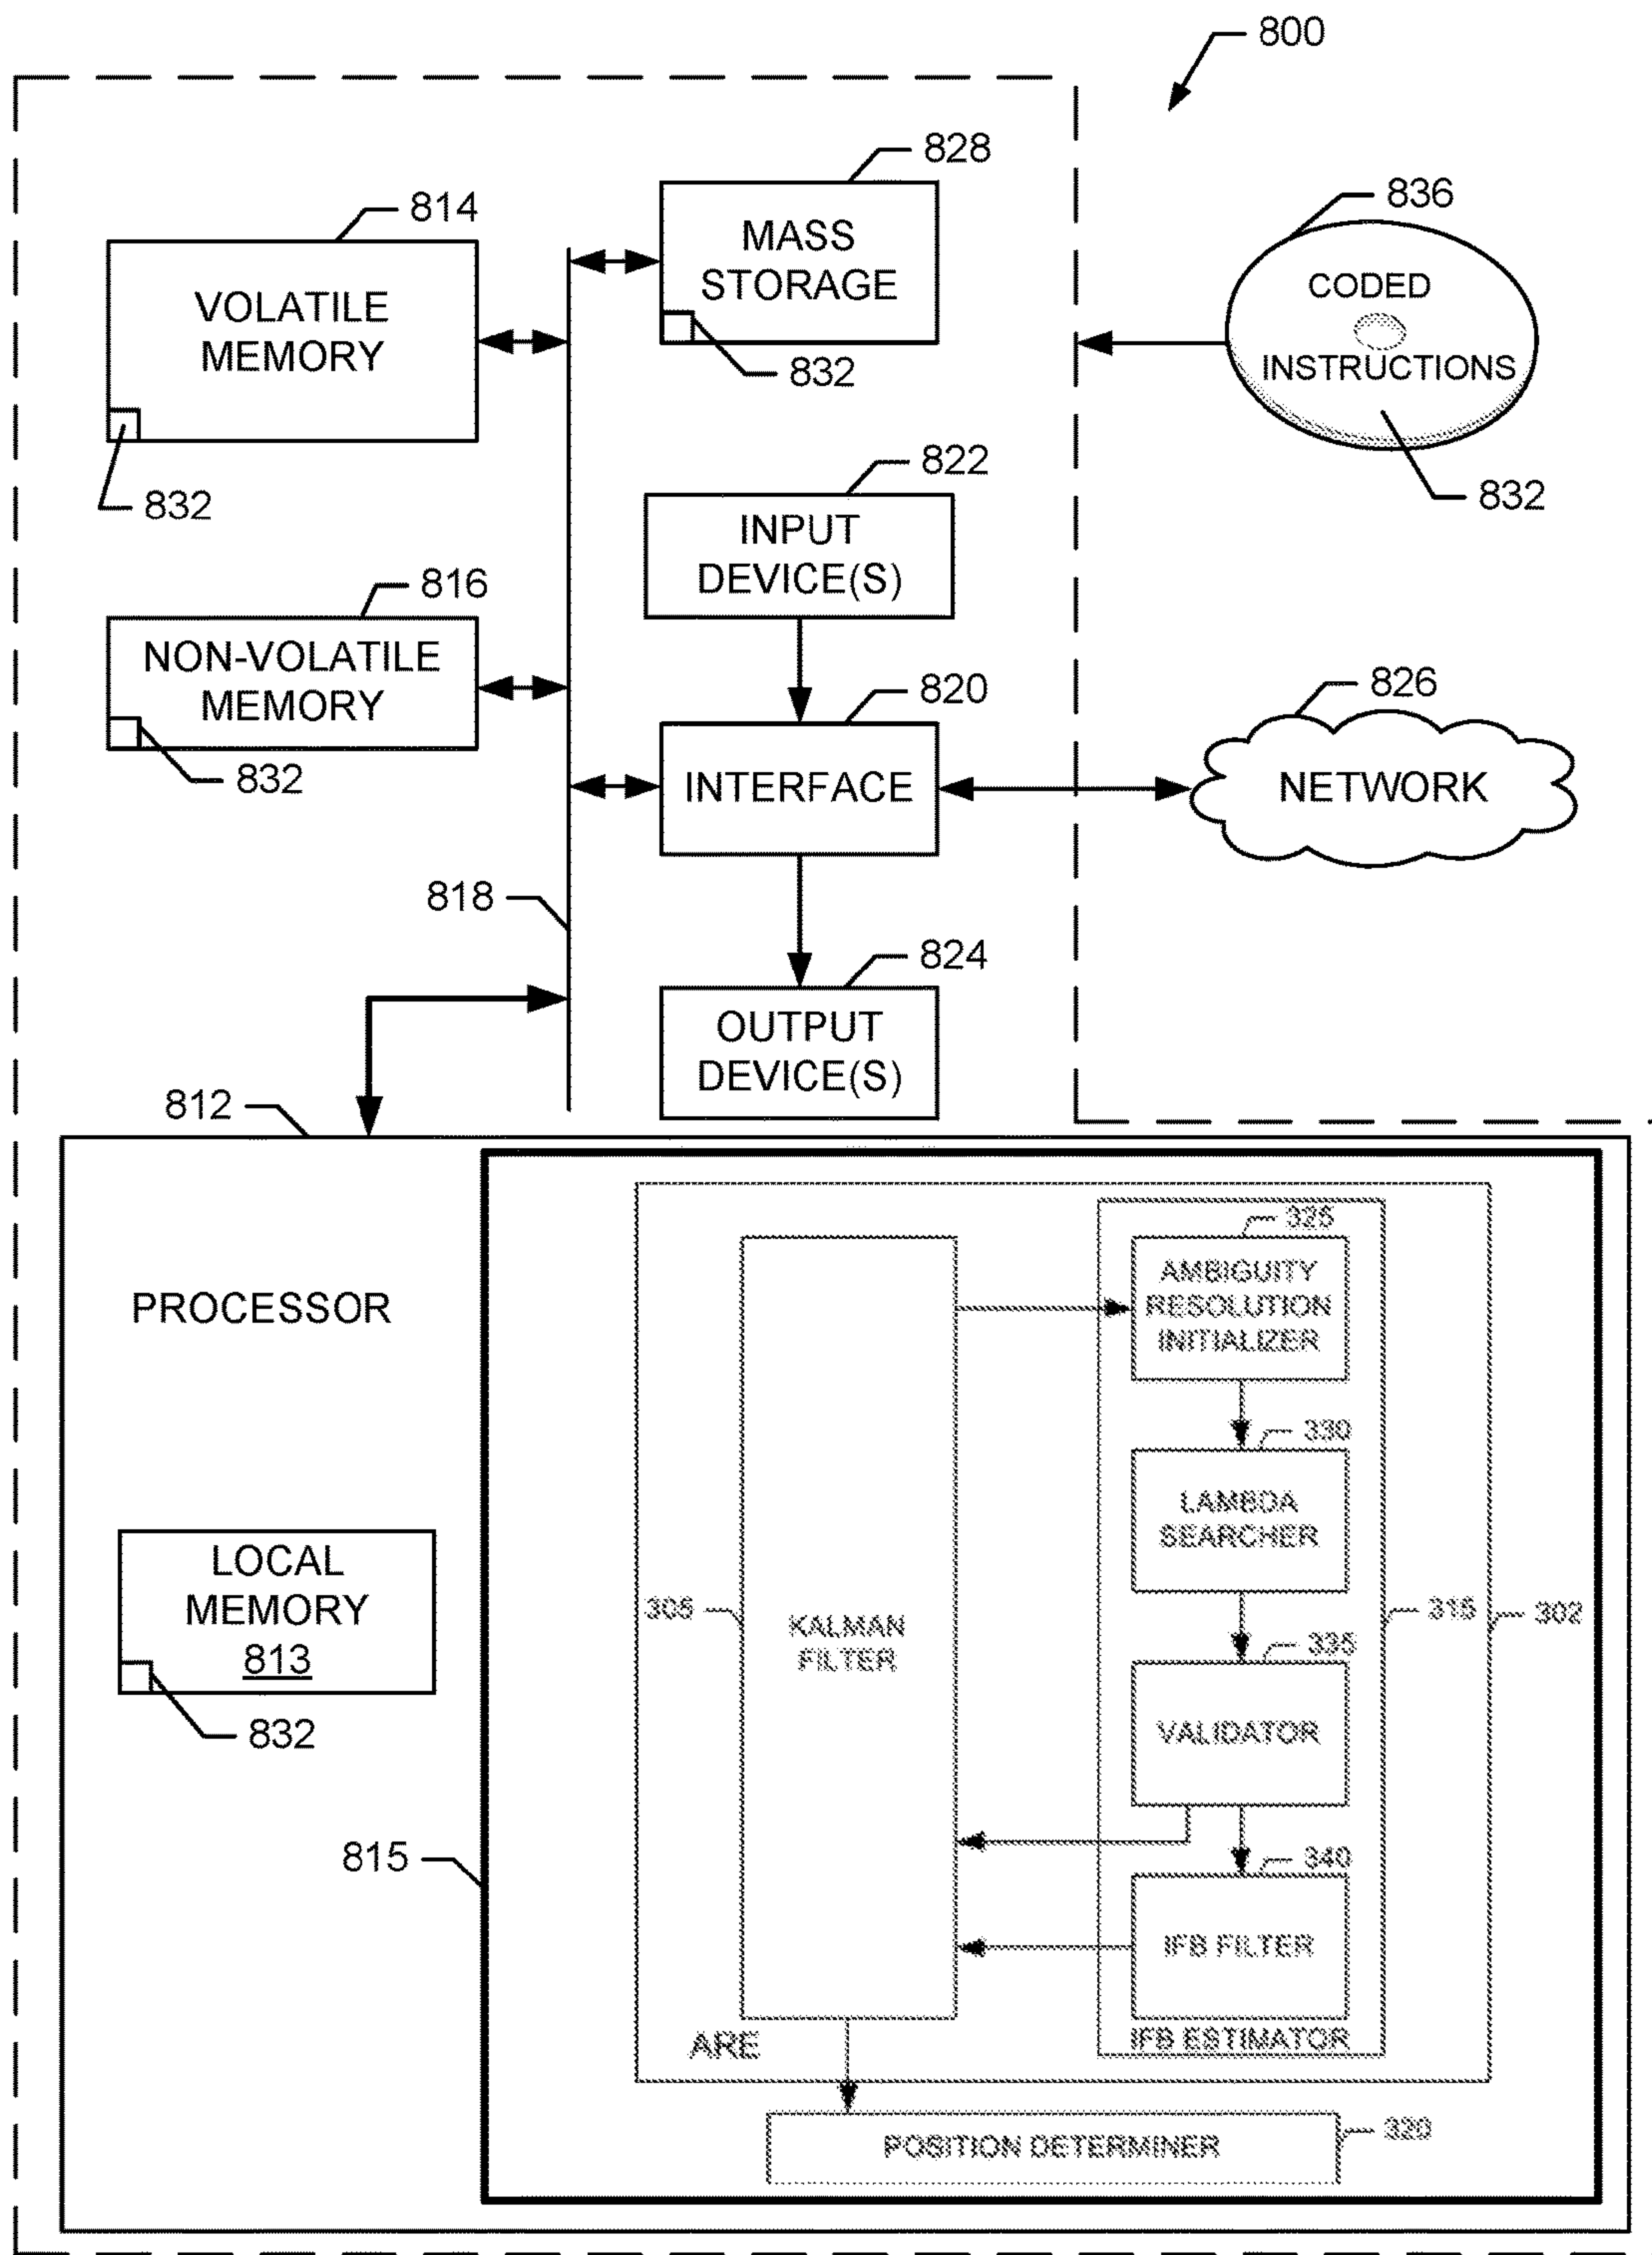 800
828
MASS
STORAGE
832
814
VOLATILE
MEMORY
832
836
CODED
INSTRUCTIONS
832
822
INPUT
DEVICE(S)
816
NON-VOLATILE
MEMORY
832
820
INTERFACE
826
NETWORK
818
824
OUTPUT
DEVICE(S)
812
PROCESSOR
LOCAL
MEMORY
813
832
815
325
AMBIGUITY
RESOLUTION
INITIALIZER
330
LAMBDA
SEARCHER
305
KALMAN
FILTER
315
302
335
VALIDATOR
340
IFB FILTER
IFB ESTIMATOR
ARE
320
POSITION DETERMINER